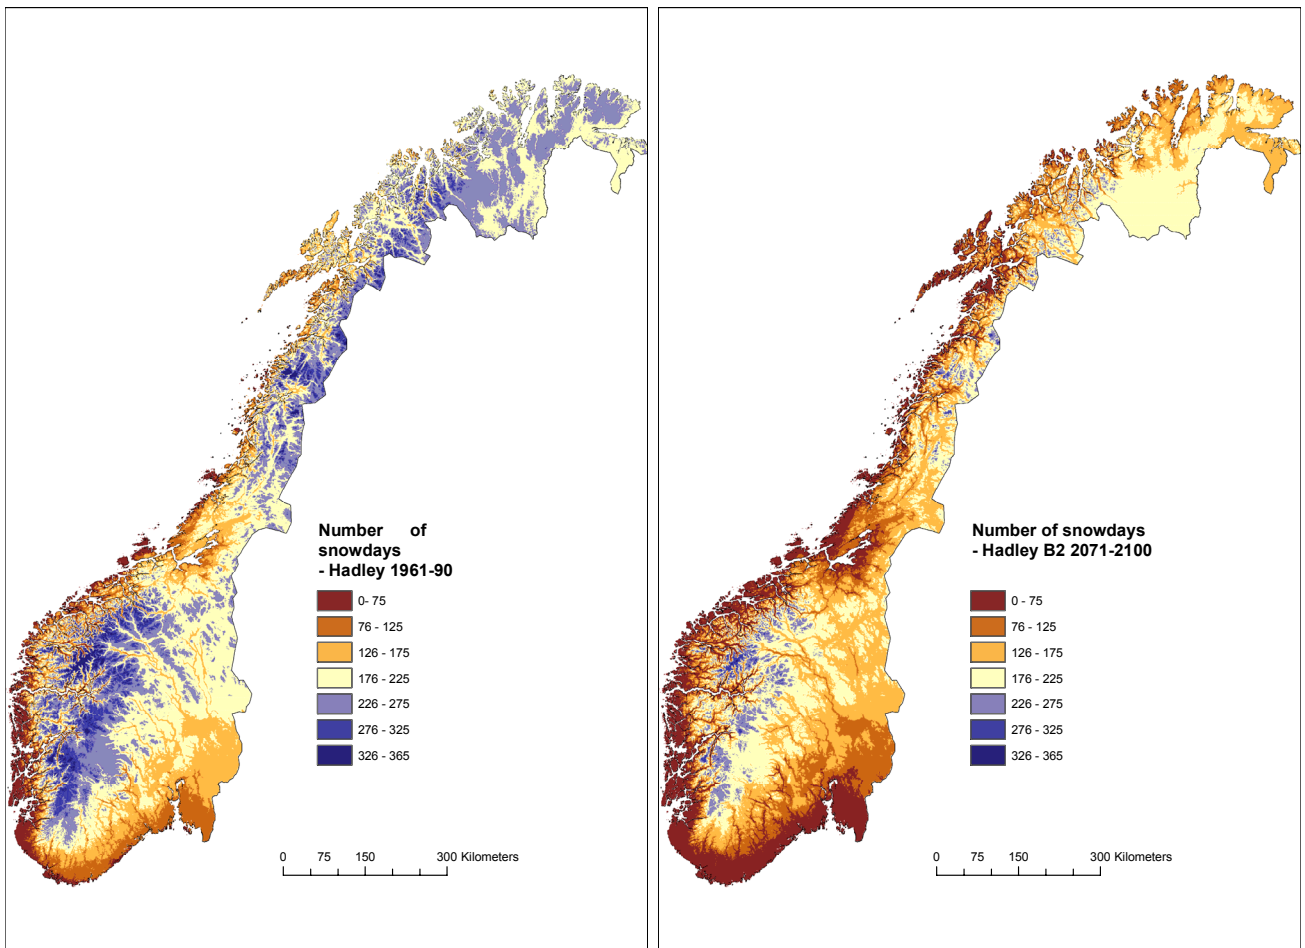 Number of
snowdays
- Hadley 1961-90
0- 75
76 - 125
126 - 175
176 - 225
226 - 275
276 - 325
326 - 365
0 75 150 300 Kilometers
Number of snowdays
- Hadley B2 2071-2100
0 - 75
76 - 125
126 - 175
176 - 225
226 - 275
276 - 325
326 - 365
0 75 150 300 Kilometers